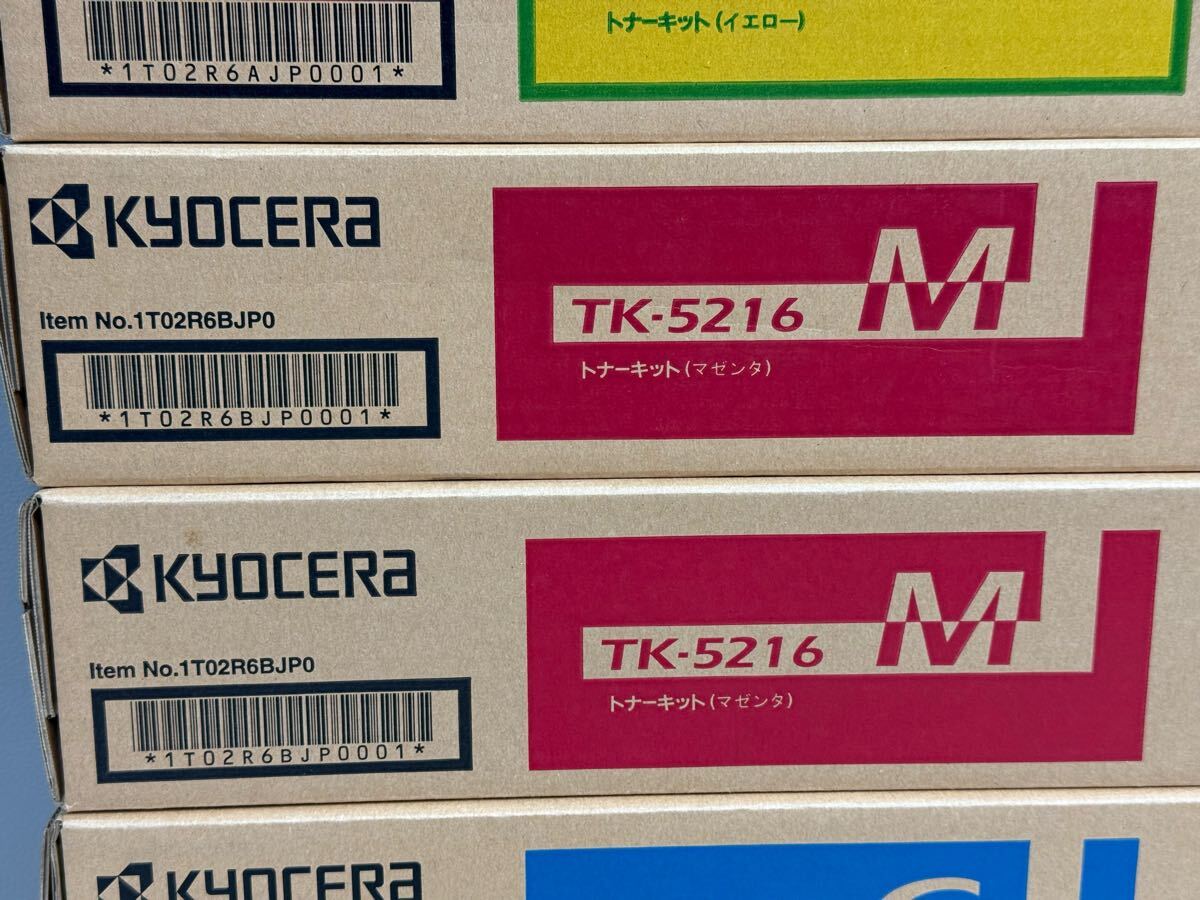 トナーキット(イエロー)
*1T02R6AJP0001*
KYOCERA
M
TK-5216
Item No.1T02R6BJP0
トナーキット(マゼンタ)
*1T02R6BJP0001*
KYOCERA
M
TK-5216
Item No.1T02R6BJP0
トナーキット(マゼンタ)
*1T02R6BJP0001*
KYOCERA
C